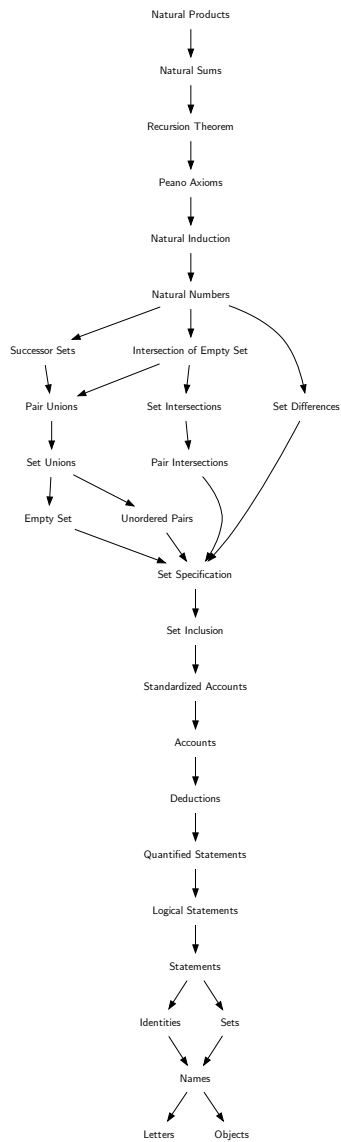 Natural Products
Natural Sums
Recursion Theorem
Peano Axioms
Natural Induction
Natural Numbers
Successor Sets
Intersection of Empty Set
Pair Unions
Set Intersections
Set Differences
Set Unions
Pair Intersections
Empty Set
Unordered Pairs
Set Specification
Set Inclusion
Standardized Accounts
Accounts
Deductions
Quantified Statements
Logical Statements
Statements
Identities
Sets
Names
Letters
Objects